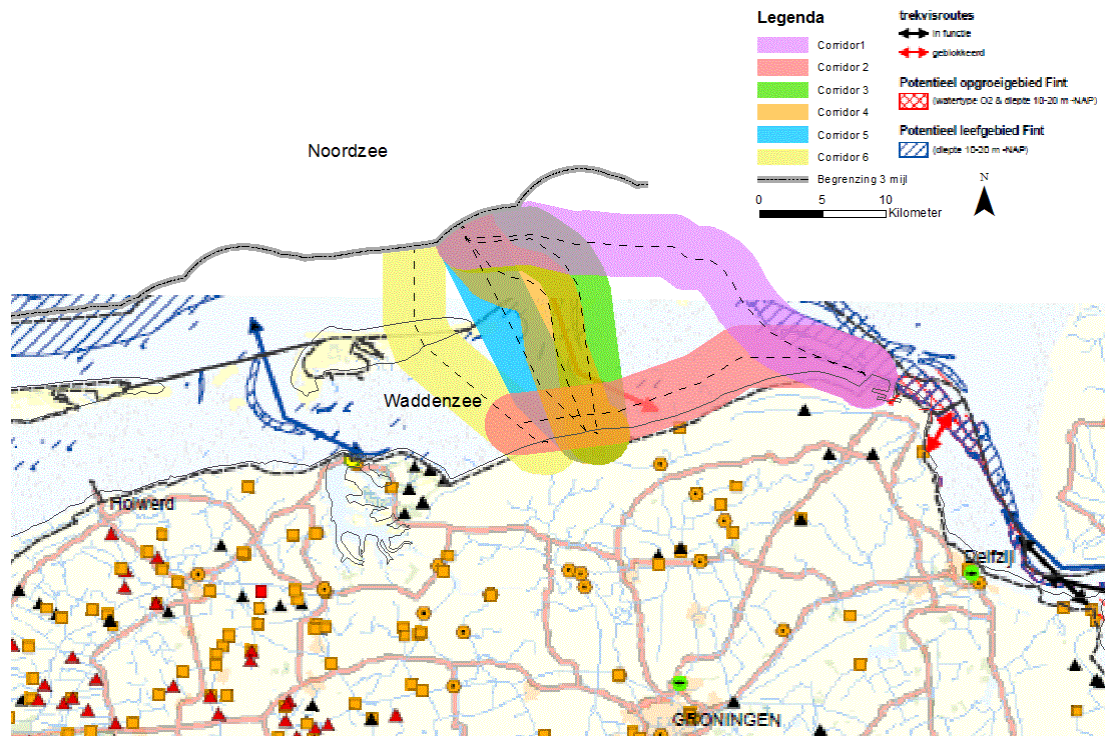 Legenda
Corridor1
Corridor 2
Corridor 3
Corridor 4
Corridor 5
Corridor 6
Begrenzing 3 mijl
0 5 10
Kilometer
trekvisroutes
in functie
geblokkeerd
Potentieel opgroeigebied Fint
(watertype O2 & diepte 10-20 m -NAP)
Potentieel leefgebied Fint
(diepte 10-20 m -NAP)
N
Noordzee
Waddenzee
Holwerd
Delfzijl
GRONINGEN